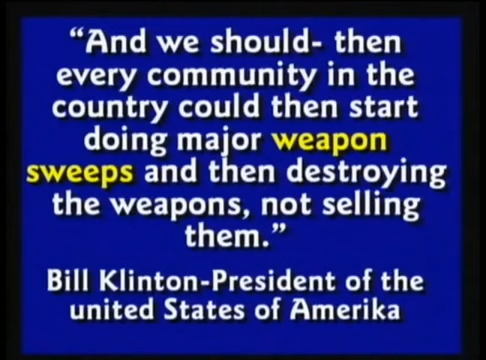 “And we should- then
every community in the
country could then start
doing major weapon
sweeps and then destroying
the weapons, not selling
them.”
Bill Klinton-President of the
united States of Amerika